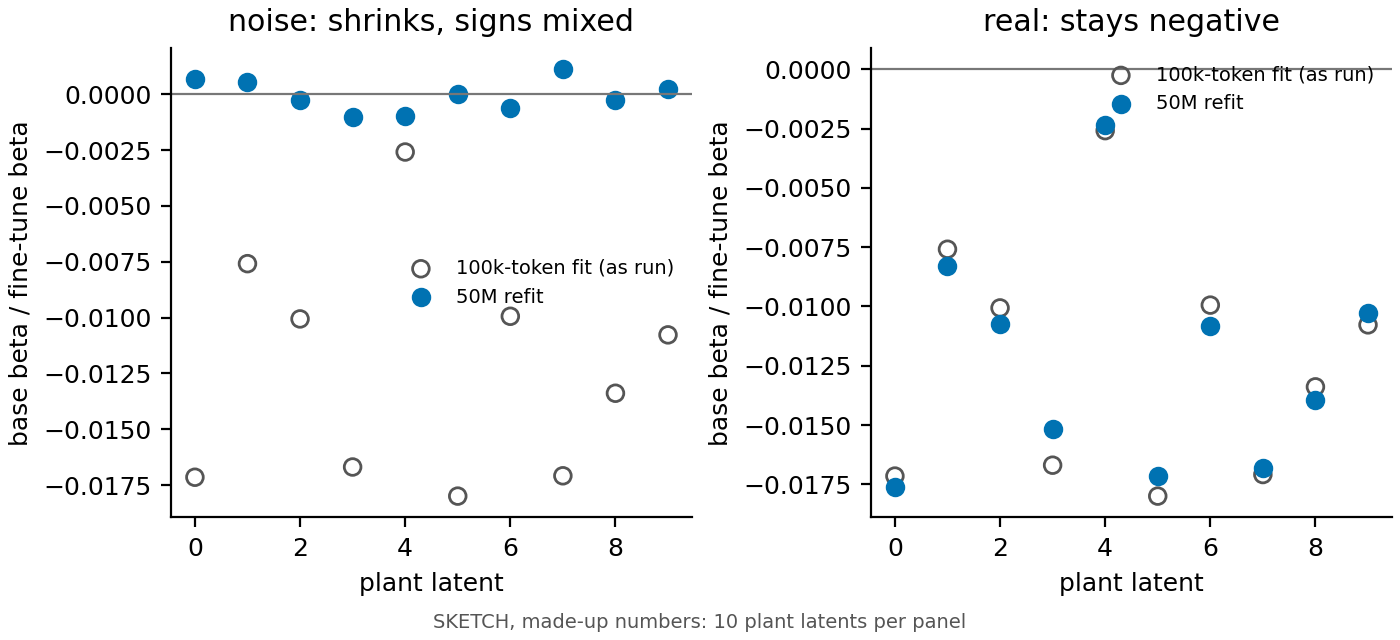 noise: shrinks, signs mixed
base beta / fine-tune beta
0.0000
−0.0025
−0.0050
−0.0075
−0.0100
−0.0125
−0.0150
−0.0175
100k-token fit (as run)
50M refit
0 2 4 6 8
plant latent
real: stays negative
base beta / fine-tune beta
0.0000
−0.0025
−0.0050
−0.0075
−0.0100
−0.0125
−0.0150
−0.0175
100k-token fit (as run)
50M refit
0 2 4 6 8
plant latent
SKETCH, made-up numbers: 10 plant latents per panel